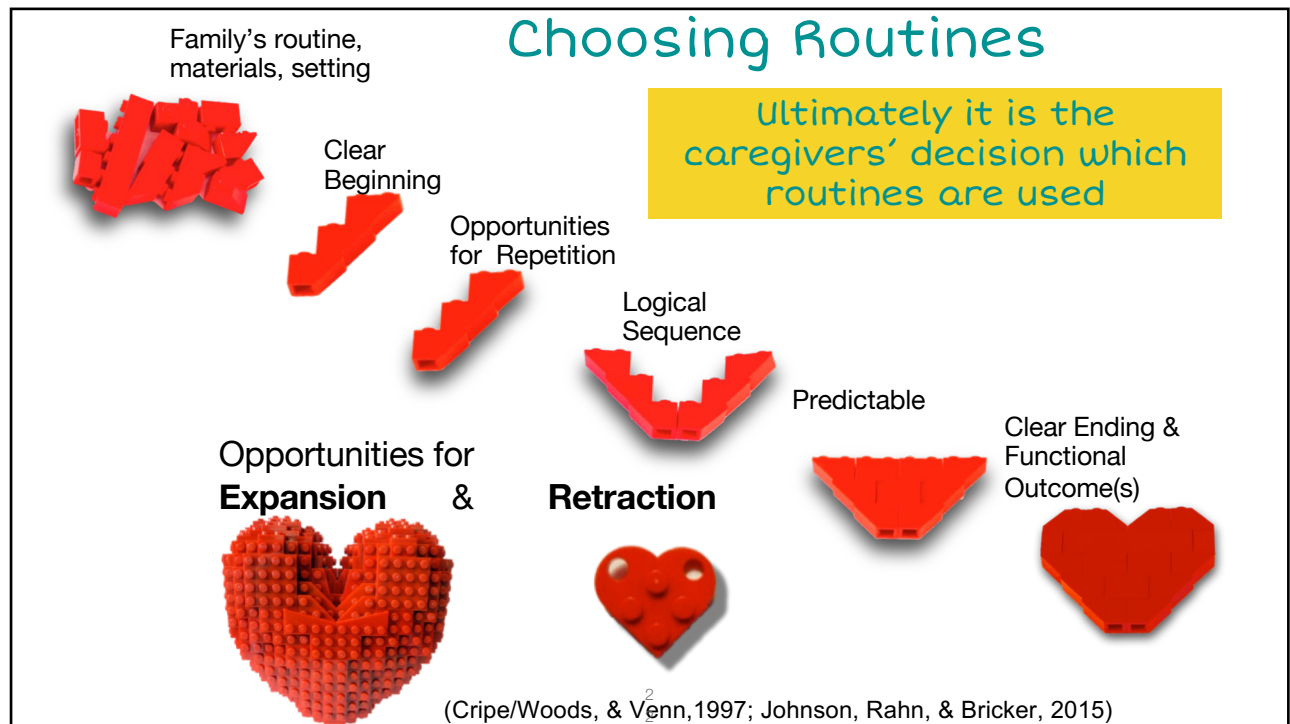 Choosing Routines
Family's routine,
materials, setting
Ultimately it is the
caregivers' decision which
routines are used
Clear
Beginning
Opportunities
for Repetition
Logical
Sequence
Predictable
Clear Ending &
Functional
Outcome(s)
Opportunities for
Expansion & Retraction
2
(Cripe/Woods, & Venn,1997; Johnson, Rahn, & Bricker, 2015)